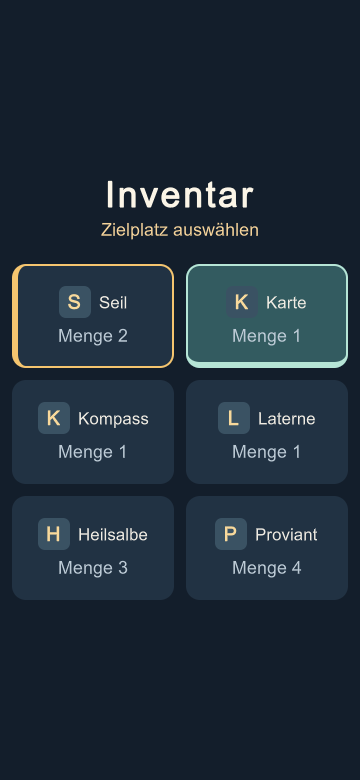 Inventar
Zielplatz auswählen
S Seil
Menge 2
K Karte
Menge 1
K Kompass
Menge 1
L Laterne
Menge 1
H Heilsalbe
Menge 3
P Proviant
Menge 4